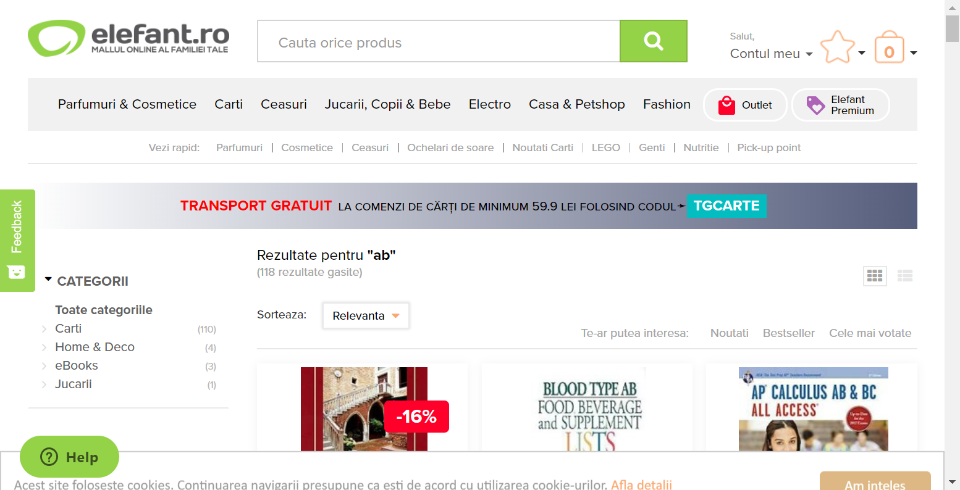 elefant.ro
MALLUL ONLINE AL FAMILIEI TALE
Cauta orice produs
Salut,
Contul meu
0
Parfumuri & Cosmetice Carti Ceasuri Jucarii, Copii & Bebe Electro Casa & Petshop Fashion Outlet Elefant Premium
Vezi rapid: Parfumuri | Cosmetice | Ceasuri | Ochelari de soare | Noutati Carti | LEGO | Genti | Nutritie | Pick-up point
TRANSPORT GRATUIT LA COMENZI DE CĂRȚI DE MINIMUM 59.9 LEI FOLOSIND CODUL TGCARTE
Feedback
Rezultate pentru "ab"
(118 rezultate gasite)
CATEGORII
Toate categoriile
Carti (110)
Home & Deco (4)
eBooks (3)
Jucarii (1)
Sorteaza: Relevanta
Te-ar putea interesa: Noutati Bestseller Cele mai votate
-16%
BLOOD TYPE AB
FOOD BEVERAGE
and SUPPLEMENT
LISTS
AP CALCULUS AB & BC
ALL ACCESS
Help
Acest site foloseste cookies. Continuarea navigarii presupune ca esti de acord cu utilizarea cookie-urilor. Afla detalii
Am inteles